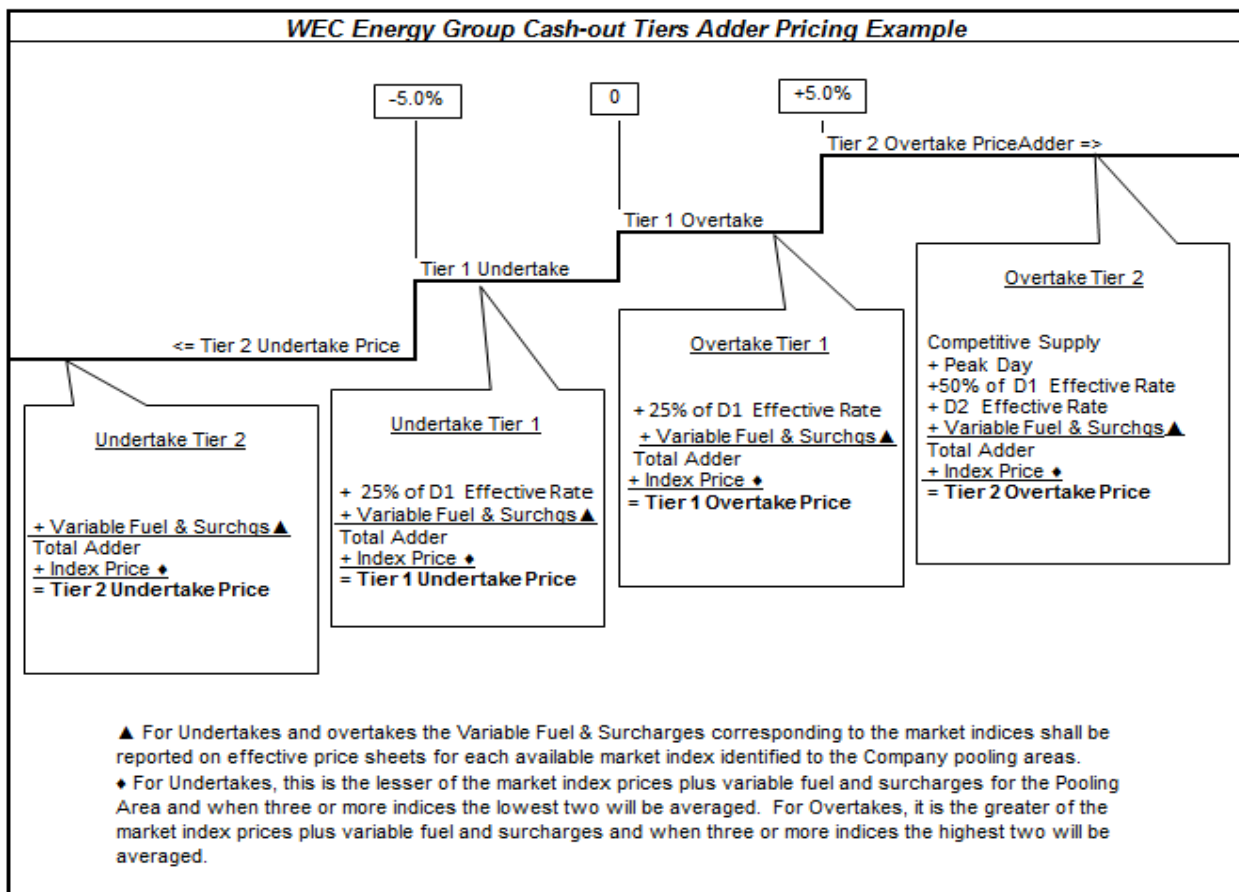 WEC Energy Group Cash-out Tiers Adder Pricing Example
-5.0%
0
+5.0%
Tier 2 Overtake PriceAdder =>
Tier 1 Overtake
Tier 1 Undertake
<= Tier 2 Undertake Price
Undertake Tier 2
+ Variable Fuel & Surchgs▲
Total Adder
+ Index Price ♦
= Tier 2 Undertake Price
Undertake Tier 1
+ 25% of D1 Effective Rate
+ Variable Fuel & Surchgs▲
Total Adder
+ Index Price ♦
= Tier 1 Undertake Price
Overtake Tier 1
+ 25% of D1 Effective Rate
+ Variable Fuel & Surchgs▲
Total Adder
+ Index Price ♦
= Tier 1 Overtake Price
Overtake Tier 2
Competitive Supply
+ Peak Day
+50% of D1 Effective Rate
+ D2 Effective Rate
+ Variable Fuel & Surchgs▲
Total Adder
+ Index Price ♦
= Tier 2 Overtake Price
▲ For Undertakes and overtakes the Variable Fuel & Surcharges corresponding to the market indices shall be
reported on effective price sheets for each available market index identified to the Company pooling areas.
♦ For Undertakes, this is the lesser of the market index prices plus variable fuel and surcharges for the Pooling
Area and when three or more indices the lowest two will be averaged. For Overtakes, it is the greater of the
market index prices plus variable fuel and surcharges and when three or more indices the highest two will be
averaged.